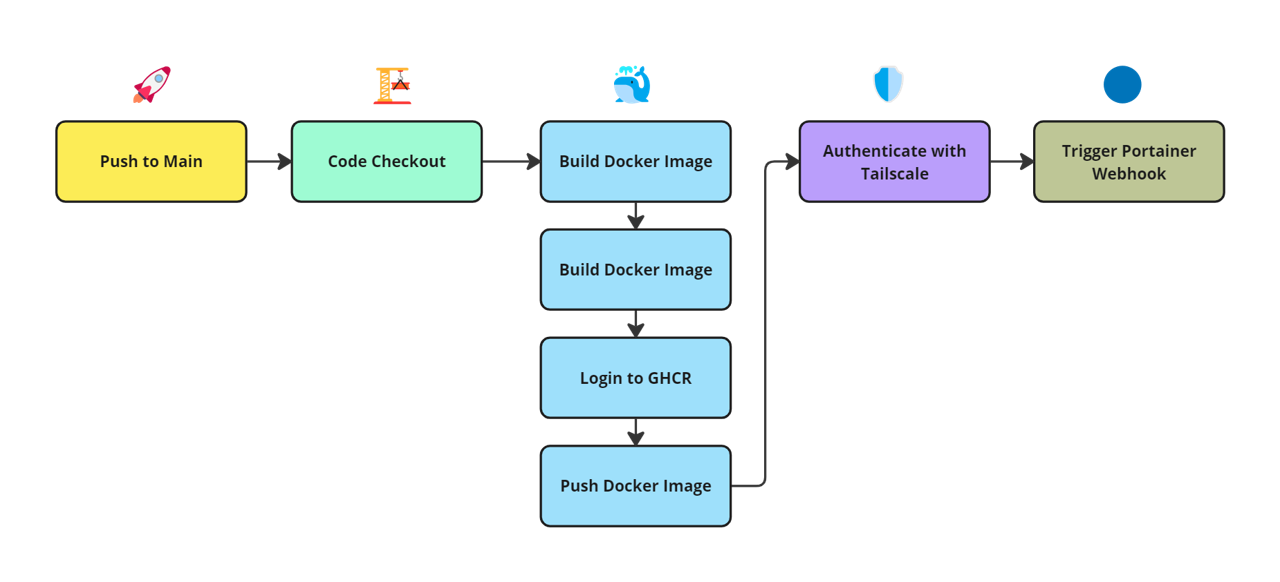 Push to Main
Code Checkout
Build Docker Image
Build Docker Image
Login to GHCR
Push Docker Image
Authenticate with
Tailscale
Trigger Portainer
Webhook